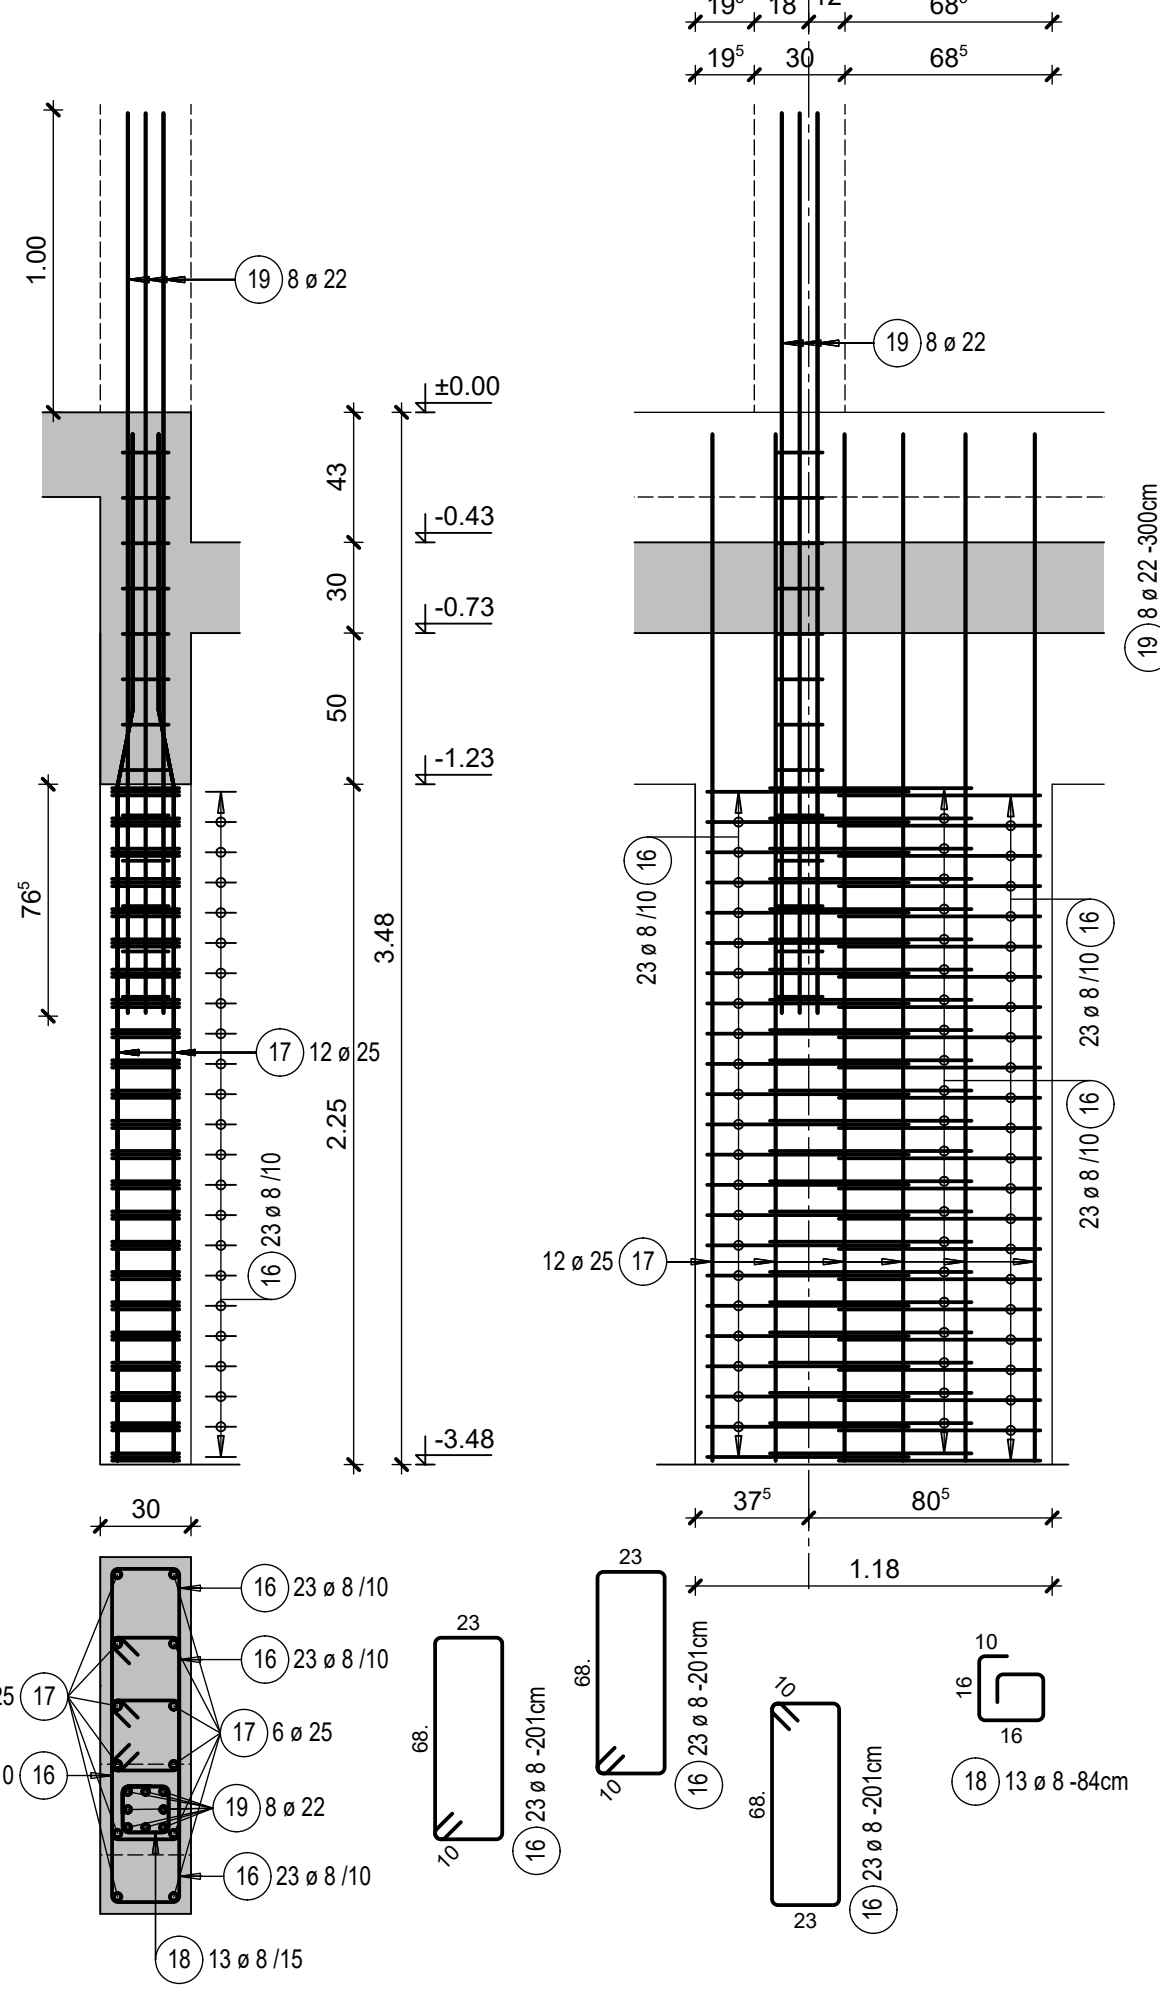 19⁵ 18 12 68⁵
19⁵ 30 68⁵
1.00
19 8 ø 22
19 8 ø 22
±0.00
43
-0.43
30
-0.73
50
-1.23
19 8 ø 22 -300cm
76⁵
3.48
2.25
17 12 ø 25
16 23 ø 8 /10
-3.48
16 23 ø 8 /10
16 23 ø 8 /10
16 23 ø 8 /10
12 ø 25 17
37⁵ 80⁵
1.18
30
16 23 ø 8 /10
16 23 ø 8 /10
25 17
17 6 ø 25
0 16
19 8 ø 22
16 23 ø 8 /10
18 13 ø 8 /15
23
68.
10
16 23 ø 8 -201cm
23
68.
10
16 23 ø 8 -201cm
10
68.
23
16 23 ø 8 -201cm
10
16
16
18 13 ø 8 -84cm